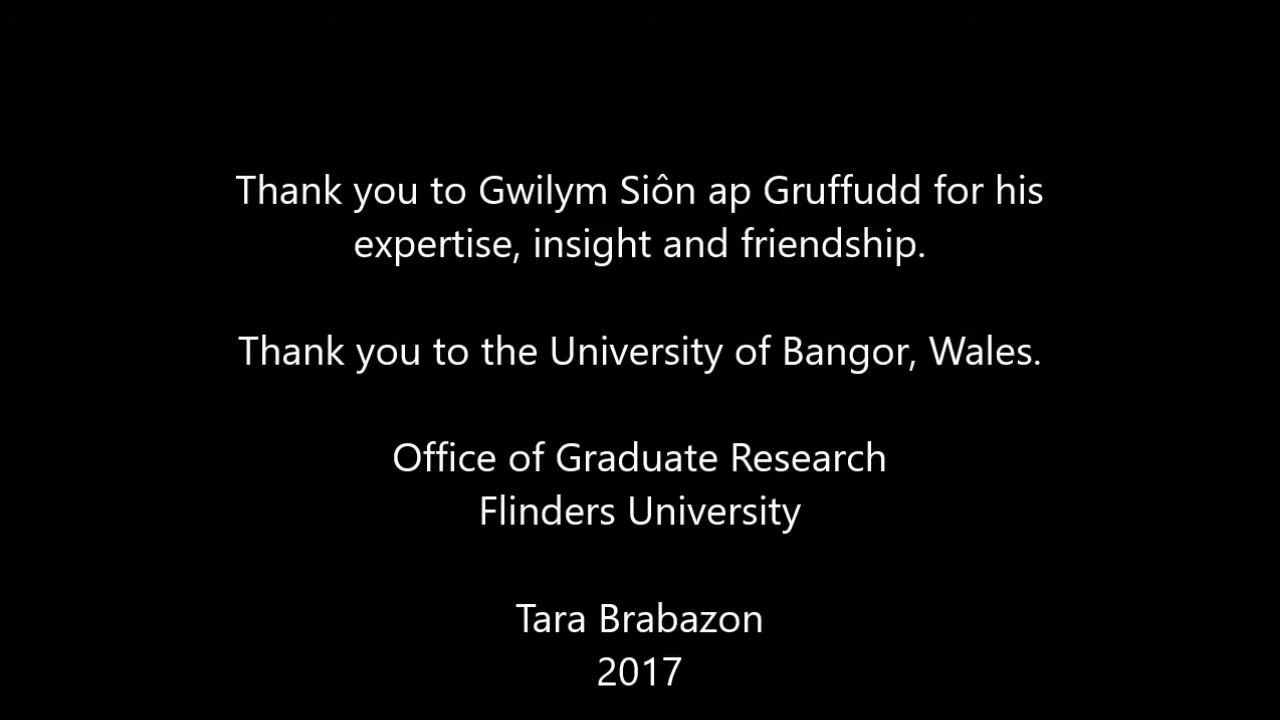 Thank you to Gwilym Siôn ap Gruffudd for his
expertise, insight and friendship.
Thank you to the University of Bangor, Wales.
Office of Graduate Research
Flinders University
Tara Brabazon
2017